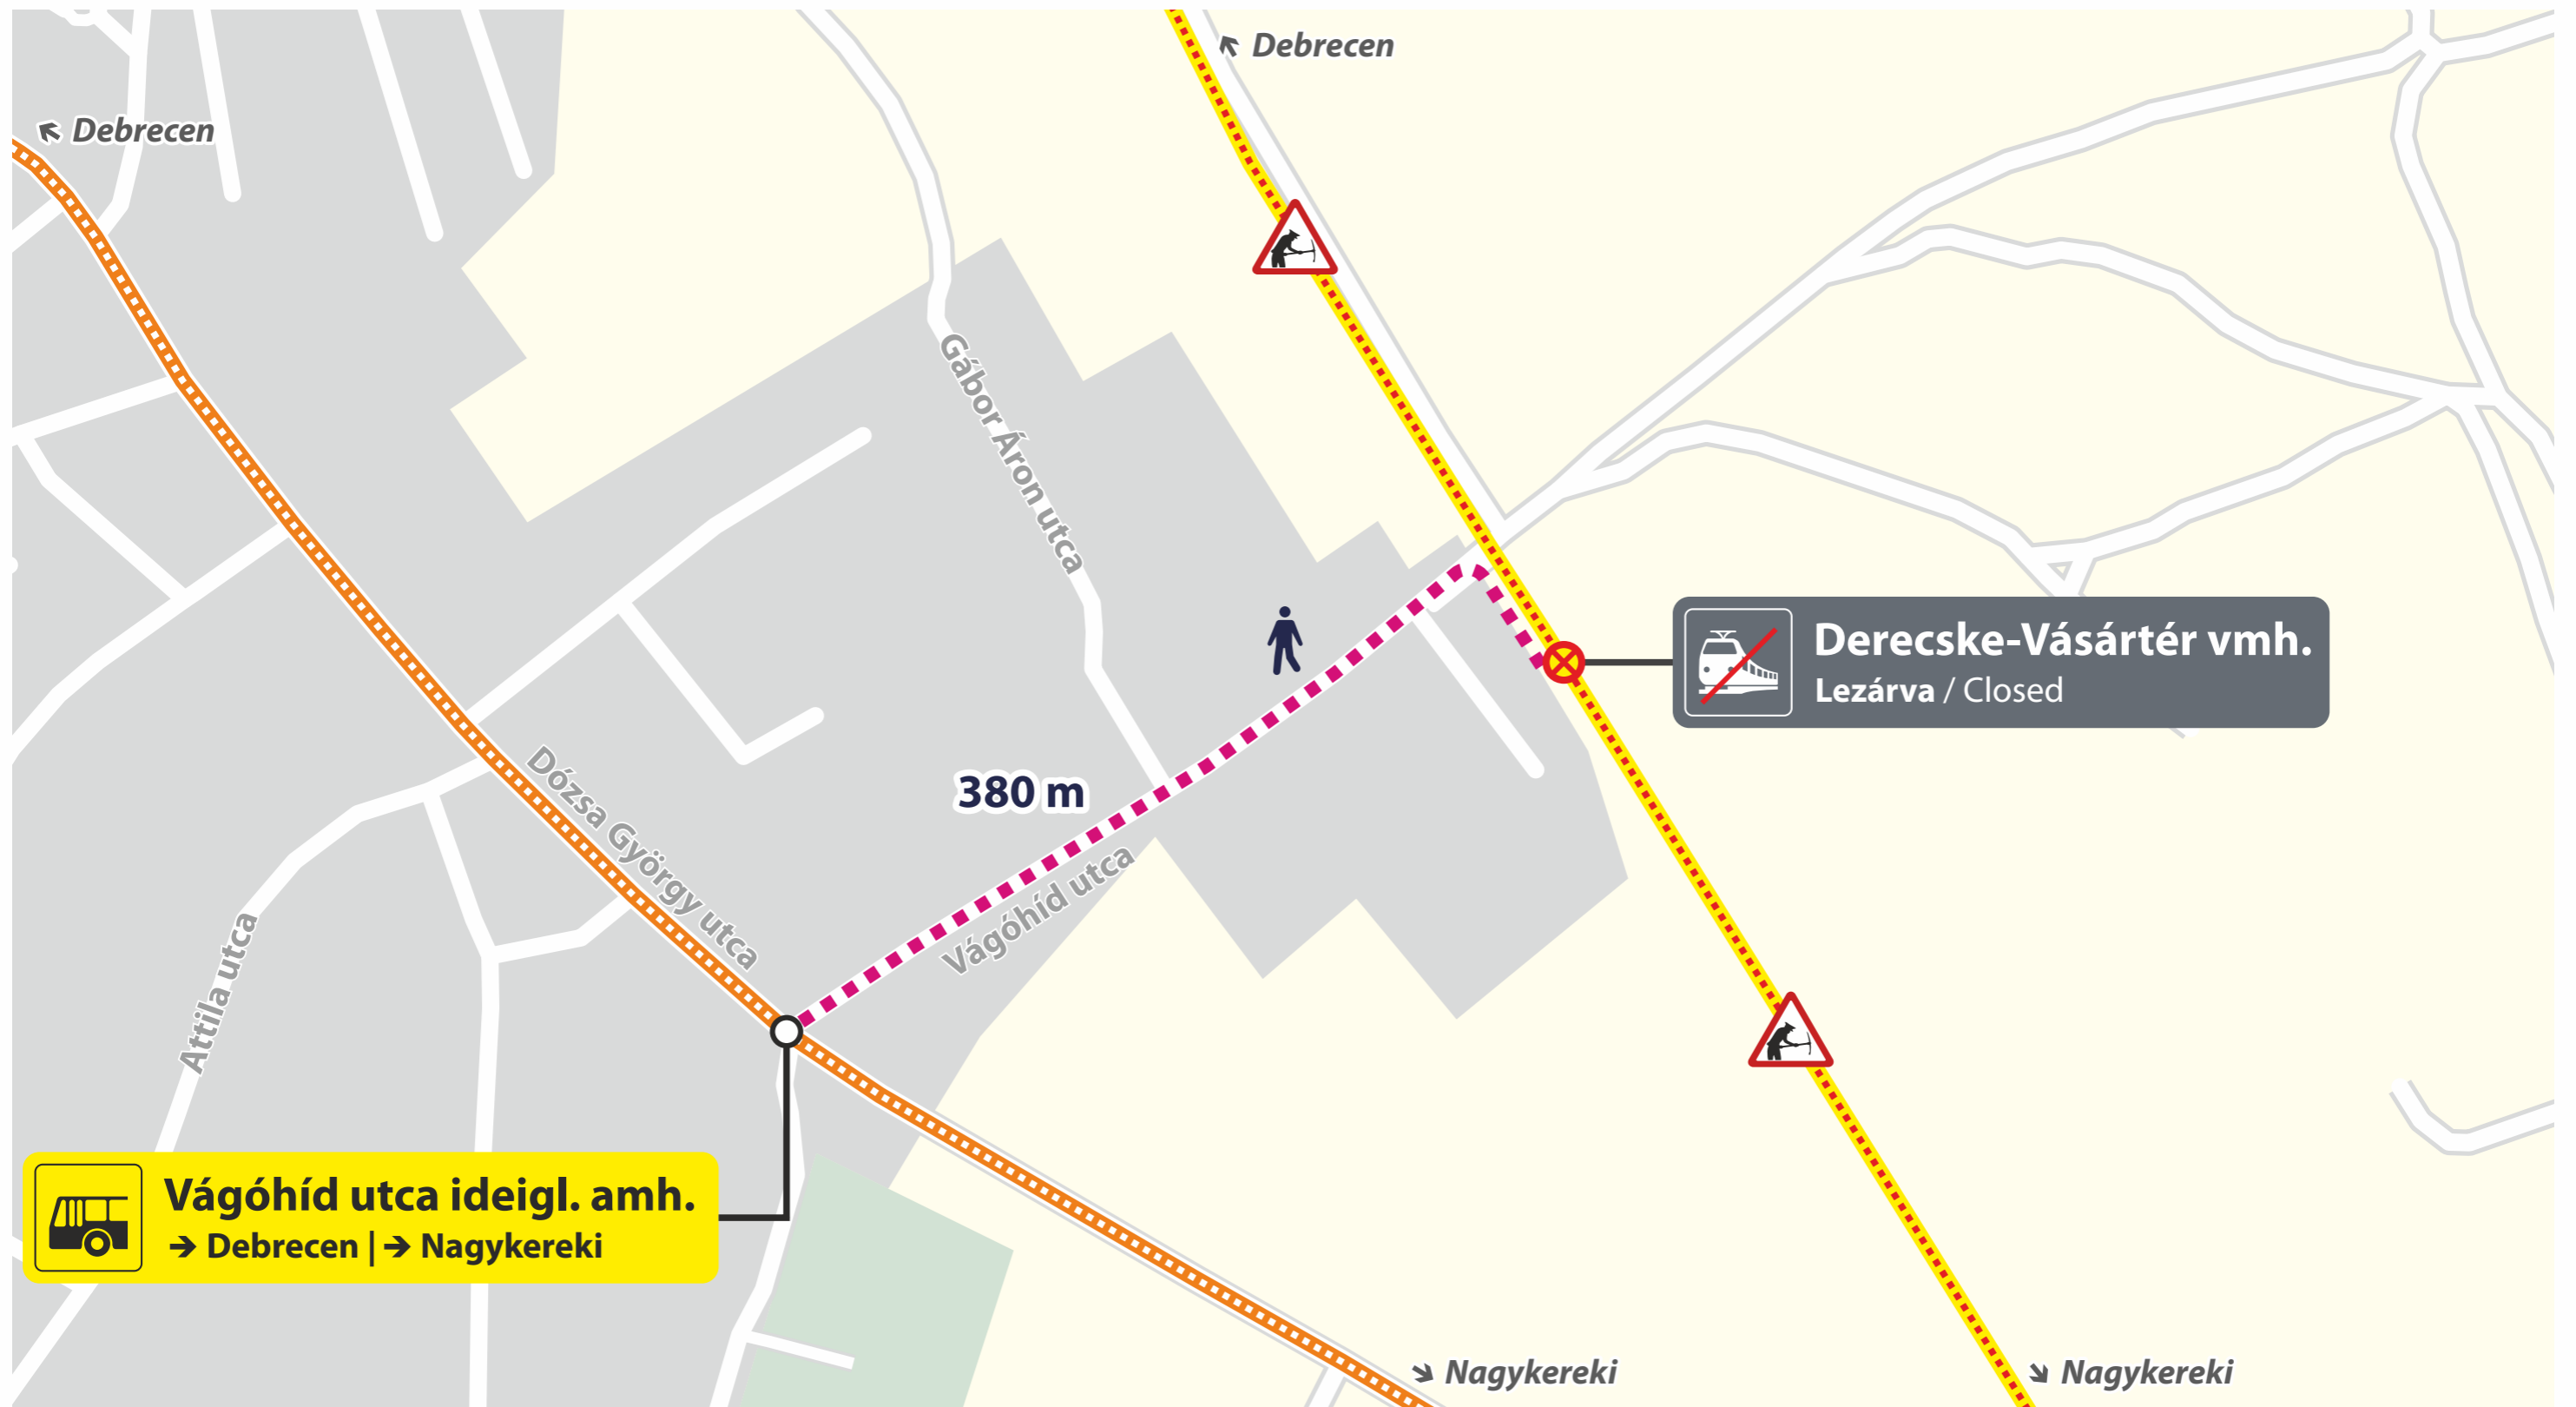 Debrecen
Debrecen
Gábor Áron utca
Derecske-Vásártér vmh.
Lezárva / Closed
380 m
Dózsa György utca
Vágóhíd utca
Attila utca
Vágóhíd utca ideigl. amh.
→ Debrecen | → Nagykereki
Nagykereki
Nagykereki